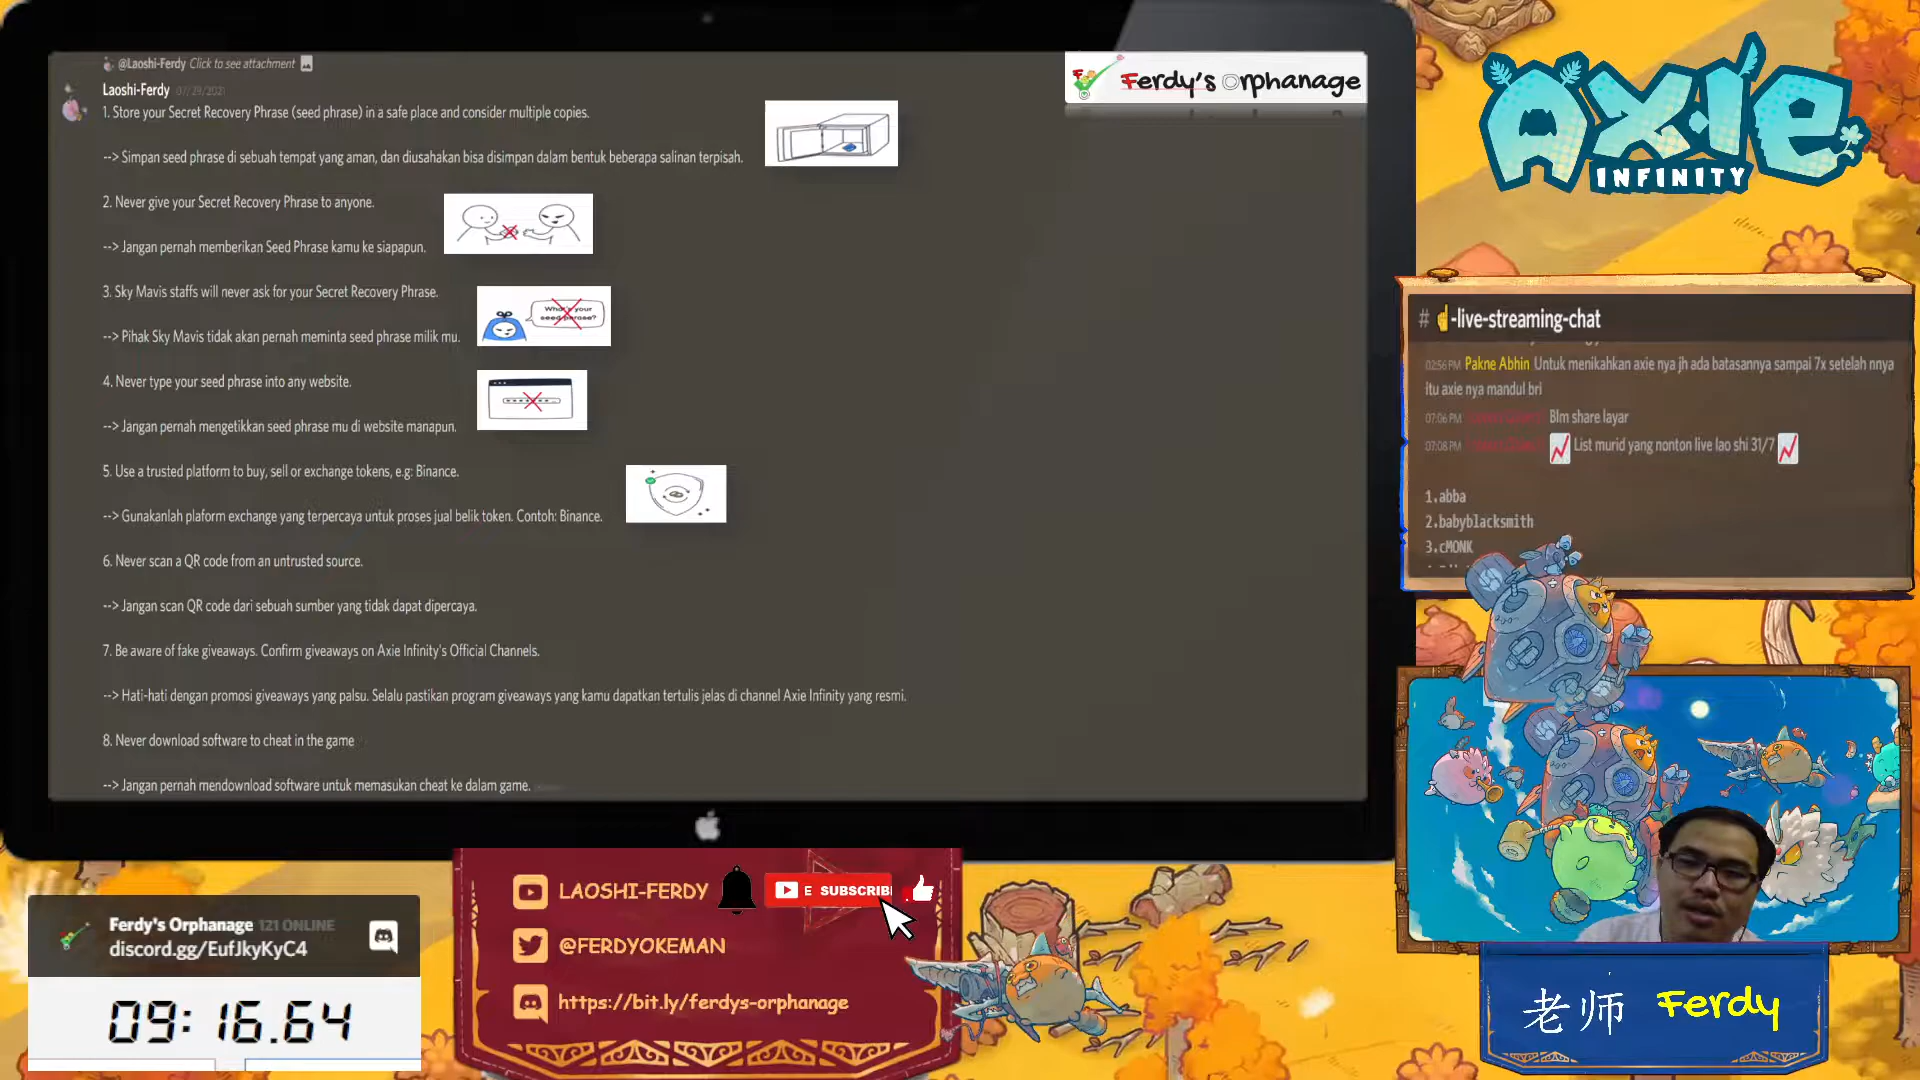 @Laoshi-Ferdy Click to see attachment
Laoshi-Ferdy 07/29/2021
1. Store your Secret Recovery Phrase (seed phrase) in a safe place and consider multiple copies.
--> Simpan seed phrase di sebuah tempat yang aman, dan diusahakan bisa disimpan dalam bentuk beberapa salinan terpisah.
2. Never give your Secret Recovery Phrase to anyone.
--> Jangan pernah memberikan Seed Phrase kamu ke siapapun.
3. Sky Mavis staffs will never ask for your Secret Recovery Phrase.
What's your
seed phrase?
--> Pihak Sky Mavis tidak akan pernah meminta seed phrase milik mu.
4. Never type your seed phrase into any website.
--> Jangan pernah mengetikkan seed phrase mu di website manapun.
5. Use a trusted platform to buy, sell or exchange tokens, e.g: Binance.
--> Gunakanlah plaform exchange yang terpercaya untuk proses jual belik token. Contoh: Binance.
6. Never scan a QR code from an untrusted source.
--> Jangan scan QR code dari sebuah sumber yang tidak dapat dipercaya.
7. Be aware of fake giveaways. Confirm giveaways on Axie Infinity's Official Channels.
--> Hati-hati dengan promosi giveaways yang palsu. Selalu pastikan program giveaways yang kamu dapatkan tertulis jelas di channel Axie Infinity yang resmi.
8. Never download software to cheat in the game
--> Jangan pernah mendownload software untuk memasukan cheat ke dalam game.
Ferdy's Orphanage
AXIE
INFINITY
# -live-streaming-chat
02:56 PM Pakne Abhin Untuk menikahkan axie nya jh ada batasannya sampai 7x setelah nnya
itu axie nya mandul bri
07:06 PM Blm share layar
07:08 PM List murid yang nonton live lao shi 31/7
1.abba
2.babyblacksmith
3.cMONK
Ferdy's Orphanage 121 ONLINE
discord.gg/EufJkyKyC4
09:16.64
LAOSHI-FERDY
E SUBSCRIB
@FERDYOKEMAN
https://bit.ly/ferdys-orphanage
老师 Ferdy